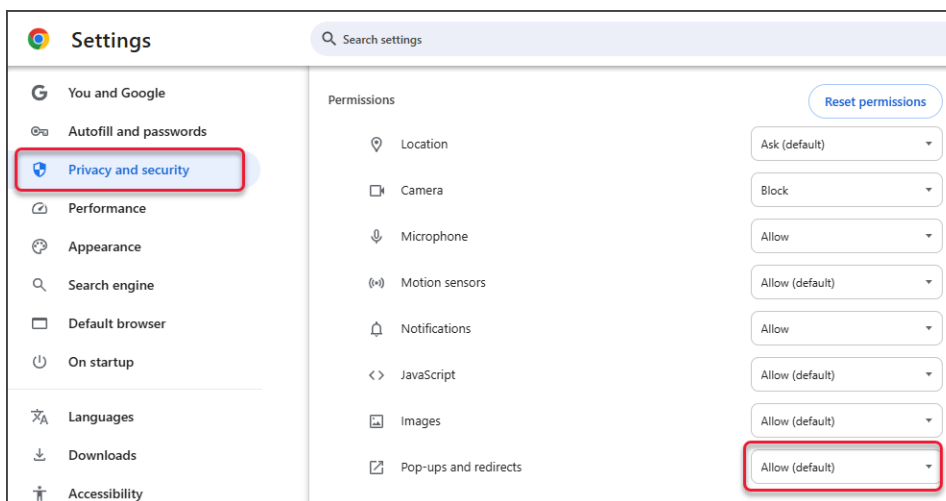 Settings
Search settings
You and Google
Autofill and passwords
Privacy and security
Performance
Appearance
Search engine
Default browser
On startup
Languages
Downloads
Accessibility
Permissions
Reset permissions
Location Ask (default)
Camera Block
Microphone Allow
Motion sensors Allow (default)
Notifications Allow
JavaScript Allow (default)
Images Allow (default)
Pop-ups and redirects Allow (default)